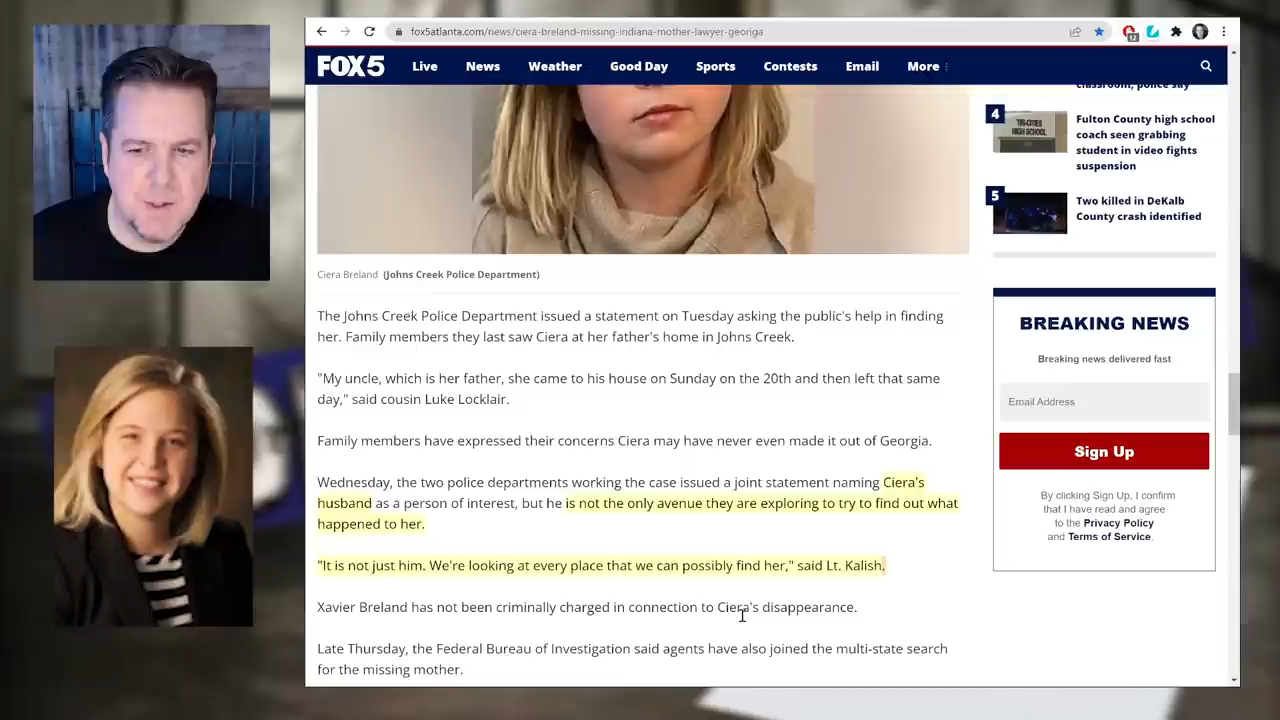 fox5atlanta.com/news/ciera-breland-missing-indiana-mother-lawyer-georiga
12
FOX 5 Live News Weather Good Day Sports Contests Email More
classroom, police say
4
TRI-CITIES
HIGH SCHOOL
Fulton County high school
coach seen grabbing
student in video fights
suspension
5
Two killed in DeKalb
County crash identified
Ciera Breland (Johns Creek Police Department)
The Johns Creek Police Department issued a statement on Tuesday asking the public's help in finding
her. Family members they last saw Ciera at her father's home in Johns Creek.
"My uncle, which is her father, she came to his house on Sunday on the 20th and then left that same
day," said cousin Luke Locklair.
Family members have expressed their concerns Ciera may have never even made it out of Georgia.
Wednesday, the two police departments working the case issued a joint statement naming Ciera's
husband as a person of interest, but he is not the only avenue they are exploring to try to find out what
happened to her.
"It is not just him. We're looking at every place that we can possibly find her," said Lt. Kalish.
Xavier Breland has not been criminally charged in connection to Ciera's disappearance.
Late Thursday, the Federal Bureau of Investigation said agents have also joined the multi-state search
for the missing mother.
BREAKING NEWS
Breaking news delivered fast
Email Address
Sign Up
By clicking Sign Up, I confirm
that I have read and agree
to the Privacy Policy
and Terms of Service.